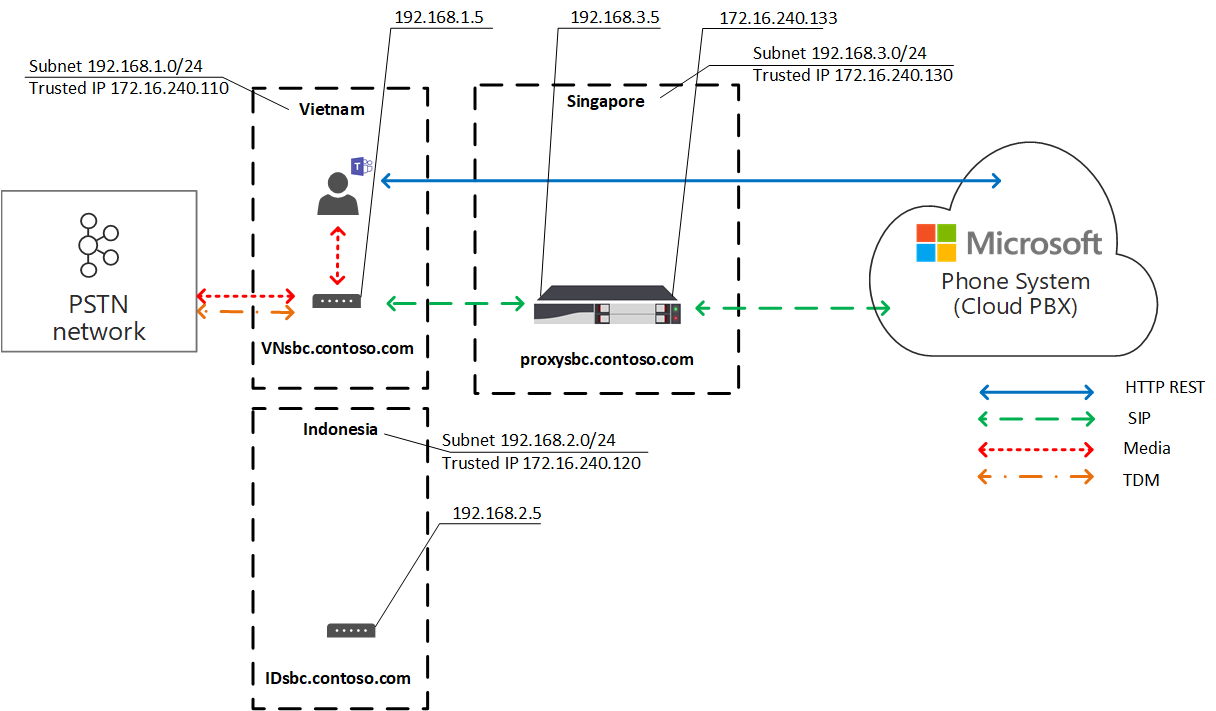 192.168.1.5
192.168.3.5
172.16.240.133
Subnet 192.168.1.0/24
Trusted IP 172.16.240.110
Subnet 192.168.3.0/24
Trusted IP 172.16.240.130
Vietnam
Singapore
T
Microsoft
Phone System
(Cloud PBX)
PSTN
network
VNsbc.contoso.com
proxysbc.contoso.com
HTTP REST
SIP
Media
TDM
Indonesia
Subnet 192.168.2.0/24
Trusted IP 172.16.240.120
192.168.2.5
IDsbc.contoso.com